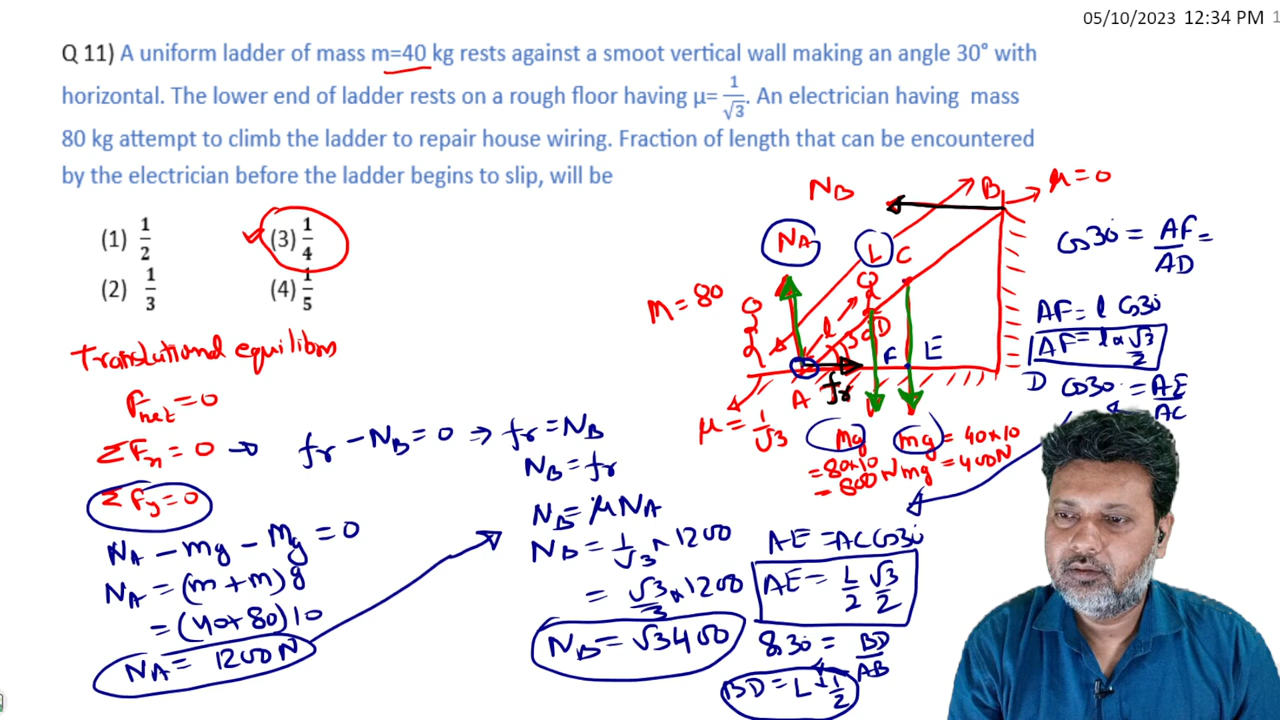 05/10/2023 12:34 PM 1
Q 11) A uniform ladder of mass m=40 kg rests against a smoot vertical wall making an angle 30° with
horizontal. The lower end of ladder rests on a rough floor having μ= 1/√3. An electrician having mass
80 kg attempt to climb the ladder to repair house wiring. Fraction of length that can be encountered
by the electrician before the ladder begins to slip, will be
(1) 1/2 (3) 1/4
(2) 1/3 (4) 1/5
Translational equilibm
Fnet = 0
ΣFx = 0 → fr - NB = 0 ⇒ fr = NB
NB = fr
ΣFy = 0
NA - mg - Mg = 0
NA = (m + m) g
= (40 + 80) 10
NA = 1200N
NB = μNA
NB = 1/√3 × 1200
= √3/3 × 1200
NB = √3 400
NB
B
μ = 0
NA
L
C
M = 80
l
D
30
A
fr
F
E
μ = 1/√3
Mg
= 80×10
= 800 N
mg = 40×10
mg = 400N
cos30 = AF/AD =
AF = l cos30
AF = l × √3/2
D
cos30 = AE/AC
AE = AC cos30
AE = L/2 √3/2
Sin30 = BD/AB
BD = L × 1/2